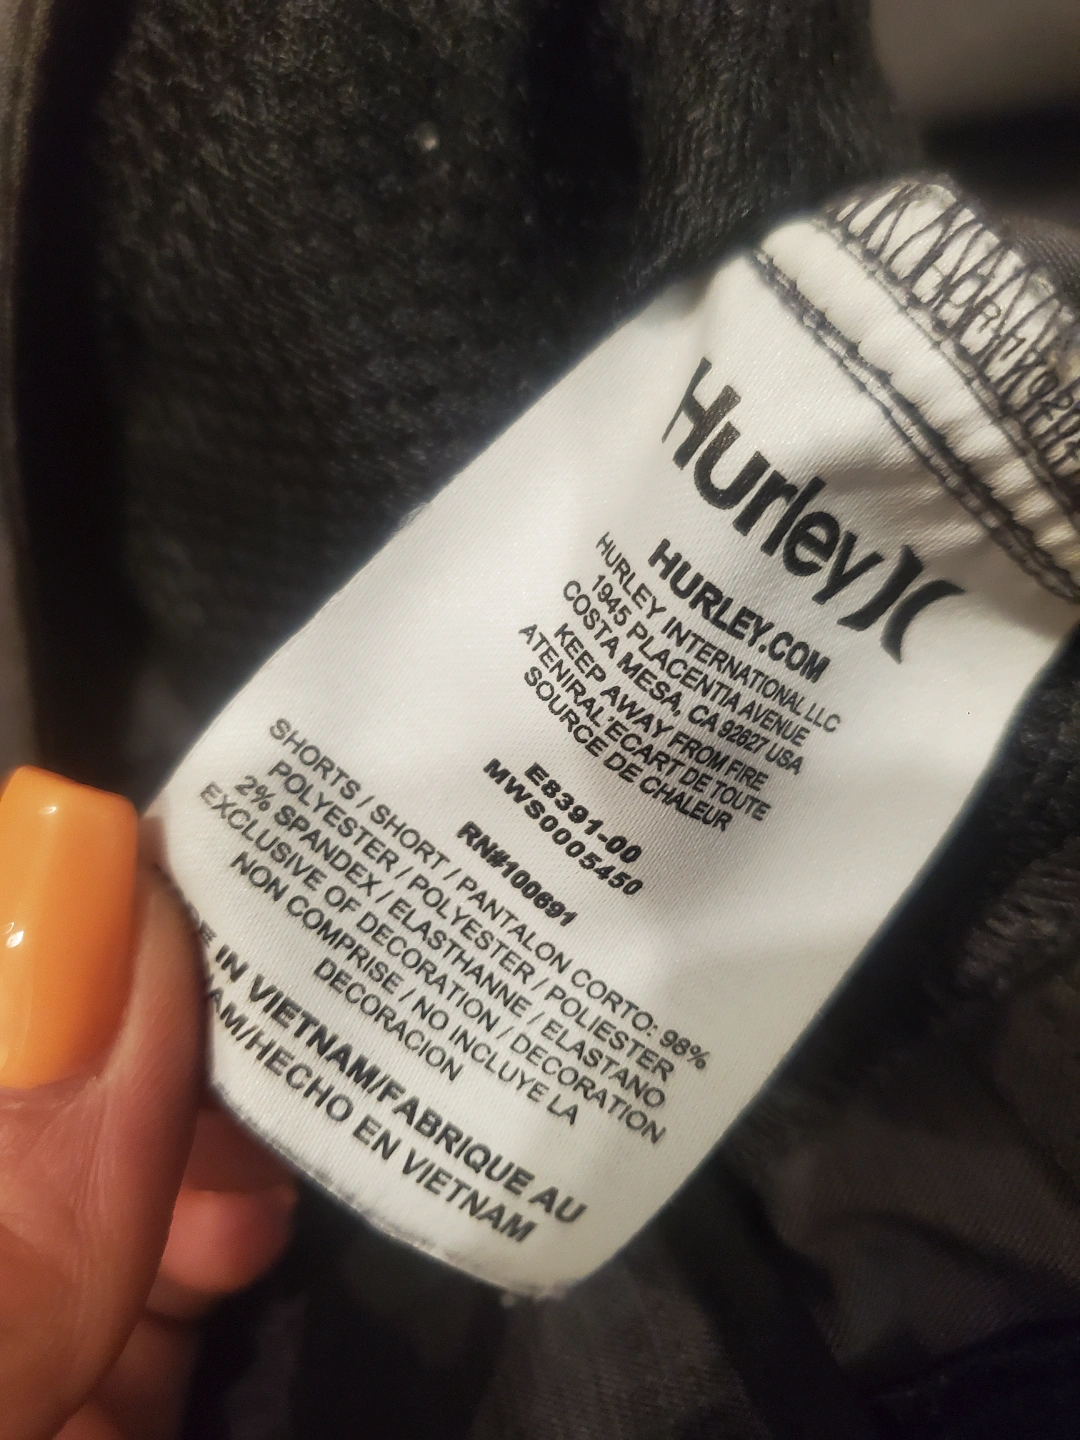 Hurley
HURLEY.COM
HURLEY INTERNATIONAL LLC
1945 PLACENTIA AVENUE
COSTA MESA, CA 92627 USA
KEEP AWAY FROM FIRE
ATENIRAL'ECART DE TOUTE
SOURCE DE CHALEUR
E8391-00
MWS0005450
RN#100691
SHORTS / SHORT / PANTALON CORTO: 98%
POLYESTER / POLYESTER / POLIESTER
2% SPANDEX / ELASTHANNE / ELASTANO
EXCLUSIVE OF DECORATION / DECORATION
NON COMPRISE / NO INCLUYE LA
DECORACION
IN VIETNAM/FABRIQUE AU
HECHO EN VIETNAM